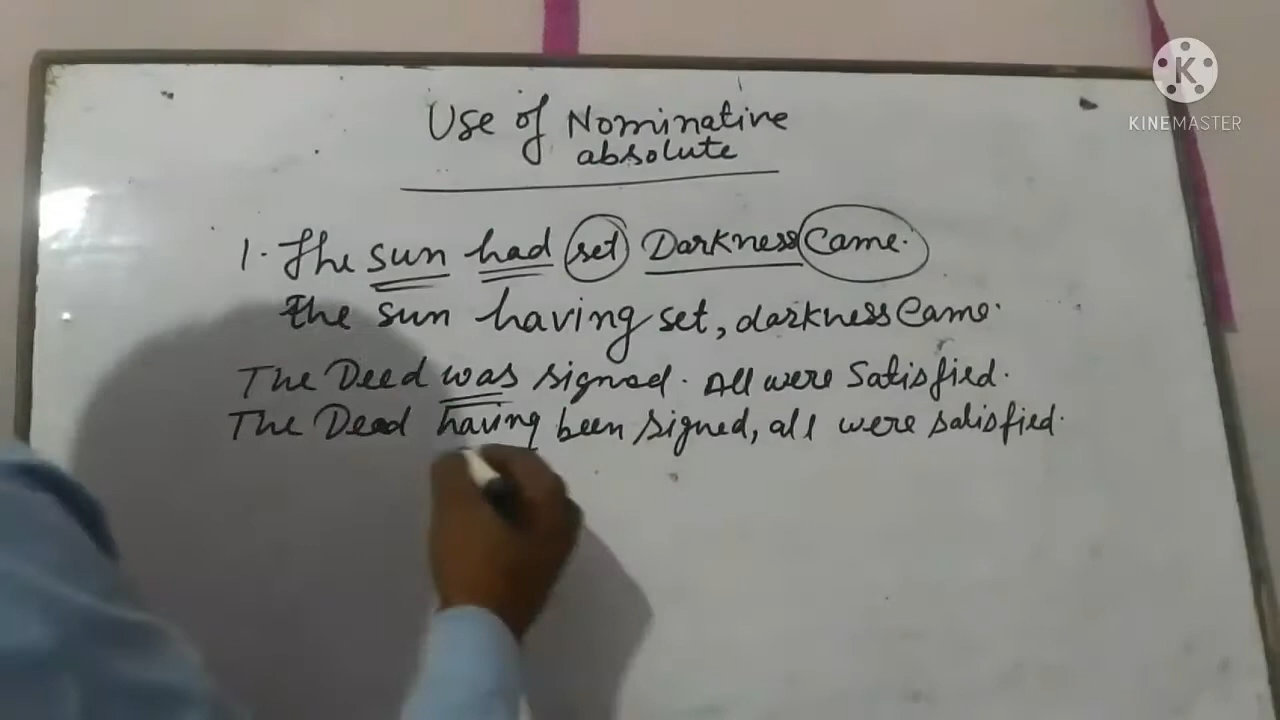 Use of Nominative
absolute
K
KINEMASTER
1. The sun had set Darkness Came.
The sun having set, darkness Came.
The Deed was signed. All were Satisfied.
The Deed having been signed, all were satisfied.